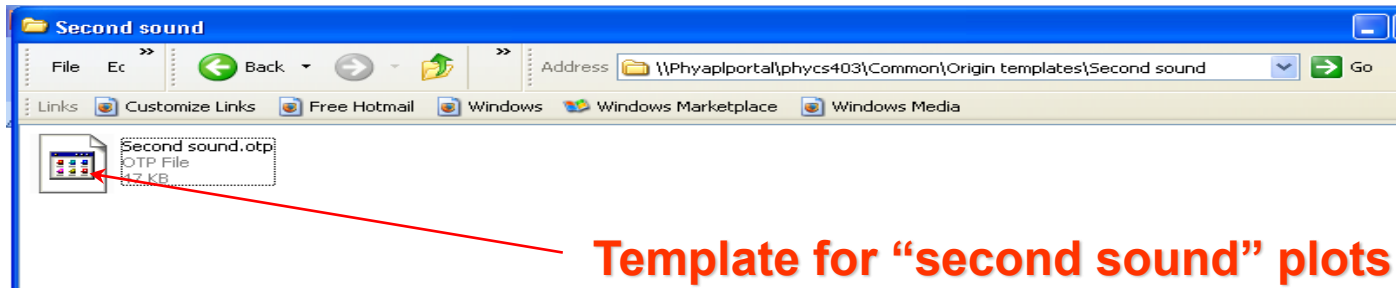 Second sound
File Ec » Back » Address \\Phyaplportal\phycs403\Common\Origin templates\Second sound Go
Links Customize Links Free Hotmail Windows Windows Marketplace Windows Media
Second sound.otp
OTP File
47 KB
Template for “second sound” plots